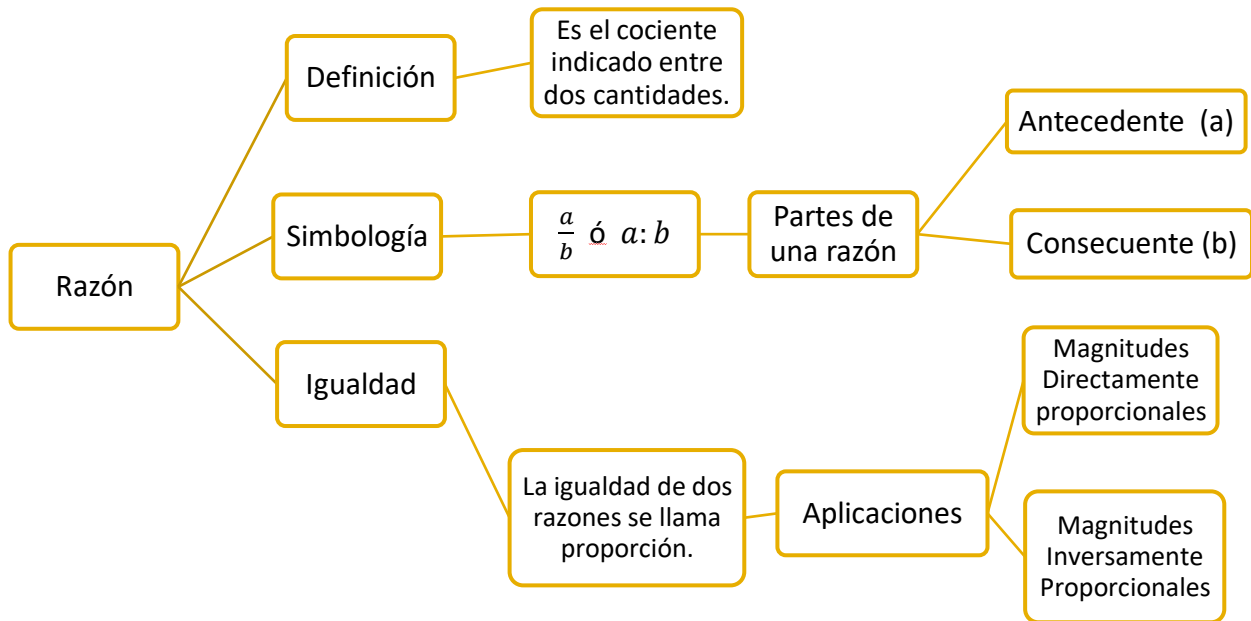 Razón
Definición
Es el cociente
indicado entre
dos cantidades.
Simbología
a/b ó a: b
Partes de
una razón
Antecedente (a)
Consecuente (b)
Igualdad
La igualdad de dos
razones se llama
proporción.
Aplicaciones
Magnitudes
Directamente
proporcionales
Magnitudes
Inversamente
Proporcionales